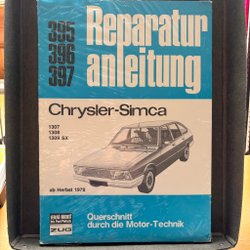 395
396
397
Reparatur
anleitung
Chrysler-Simca
1307
1308
1309 SX
ab Herbst 1978
ZUG
Querschnitt
durch die Motor-Technik